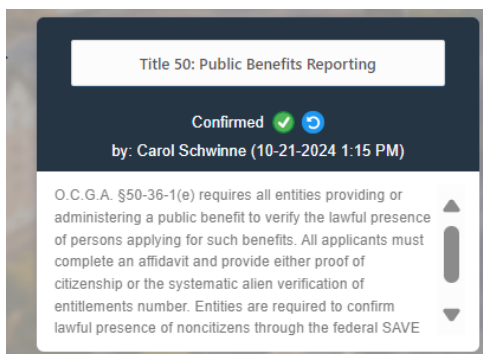 Title 50: Public Benefits Reporting
Confirmed
by: Carol Schwinne (10-21-2024 1:15 PM)
O.C.G.A. §50-36-1(e) requires all entities providing or
administering a public benefit to verify the lawful presence
of persons applying for such benefits. All applicants must
complete an affidavit and provide either proof of
citizenship or the systematic alien verification of
entitlements number. Entities are required to confirm
lawful presence of noncitizens through the federal SAVE